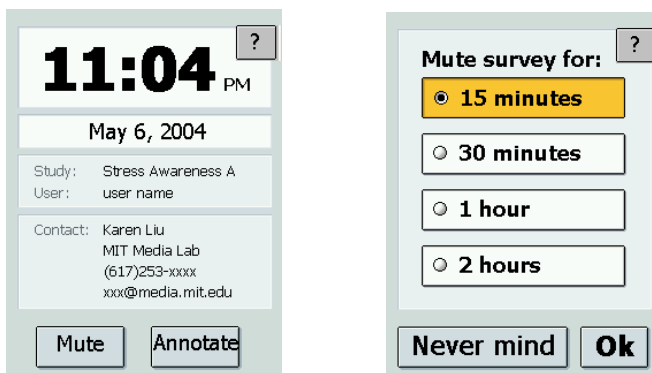 ?
11:04 PM
May 6, 2004
Study: Stress Awareness A
User: user name
Contact: Karen Liu
MIT Media Lab
(617)253-xxxx
xxx@media.mit.edu
Mute Annotate
?
Mute survey for:
15 minutes
30 minutes
1 hour
2 hours
Never mind Ok